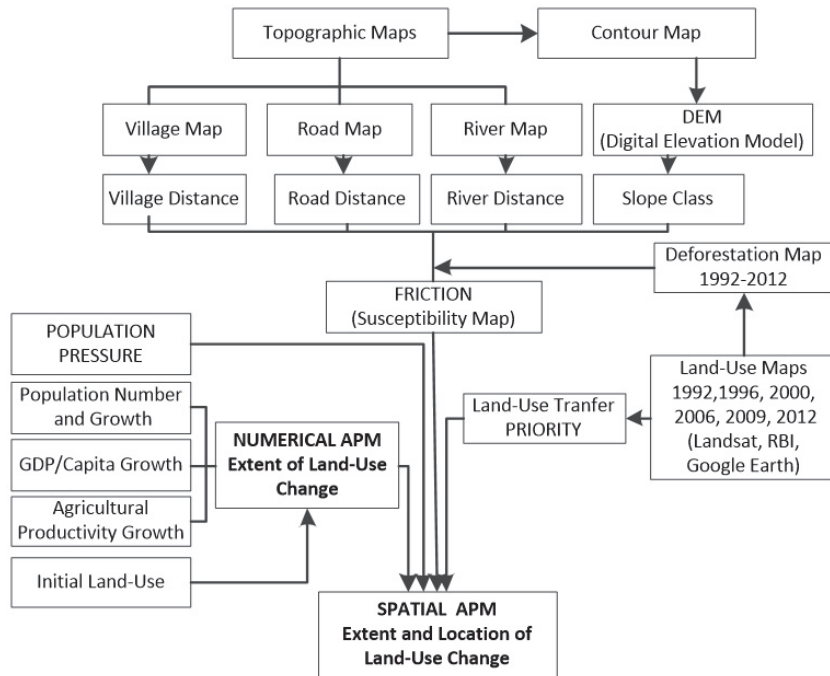 Topographic Maps
Contour Map
Village Map
Road Map
River Map
DEM
(Digital Elevation Model)
Village Distance
Road Distance
River Distance
Slope Class
Deforestation Map
1992-2012
FRICTION
(Susceptibility Map)
POPULATION
PRESSURE
Land-Use Maps
1992,1996, 2000,
2006, 2009, 2012
(Landsat, RBI,
Google Earth)
Population Number
and Growth
Land-Use Tranfer
PRIORITY
NUMERICAL APM
Extent of Land-Use
Change
GDP/Capita Growth
Agricultural
Productivity Growth
Initial Land-Use
SPATIAL APM
Extent and Location of
Land-Use Change